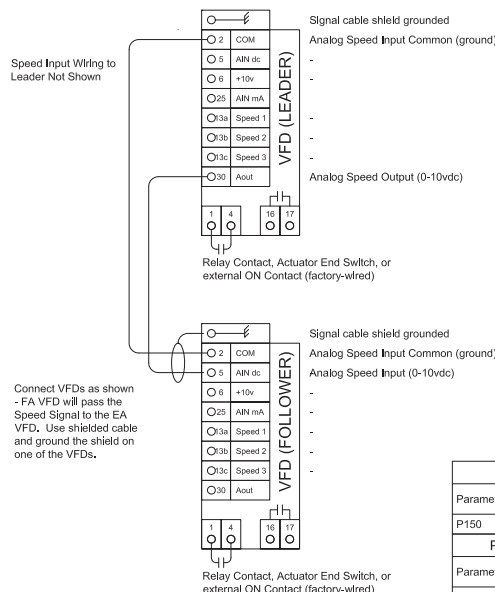 Signal cable shield grounded
2 COM Analog Speed Input Common (ground)
Speed Input Wiring to
Leader Not Shown
5 AIN dc -
6 +10v -
25 AIN mA
13a Speed 1 -
13b Speed 2 -
13c Speed 3 -
30 Aout Analog Speed Output (0-10vdc)
VFD (LEADER)
1 4 16 17
Relay Contact, Actuator End Switch, or
external ON Contact (factory-wired)
Signal cable shield grounded
2 COM Analog Speed Input Common (ground)
5 AIN dc Analog Speed Input (0-10vdc)
6 +10v -
25 AIN mA -
13a Speed 1 -
13b Speed 2 -
13c Speed 3 -
30 Aout
VFD (FOLLOWER)
Connect VFDs as shown
- FA VFD will pass the
Speed Signal to the EA
VFD. Use shielded cable
and ground the shield on
one of the VFDs.
1 4 16 17
Relay Contact, Actuator End Switch, or
external ON Contact (factory-wired)
P150